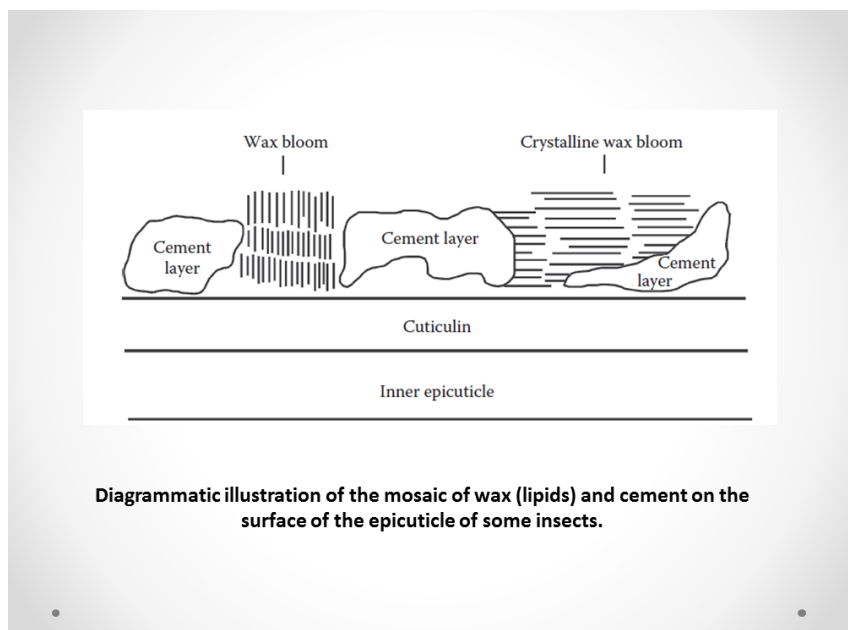 Wax bloom
Crystalline wax bloom
Cement
layer
Cement layer
Cement
layer
Cuticulin
Inner epicuticle
Diagrammatic illustration of the mosaic of wax (lipids) and cement on the
surface of the epicuticle of some insects.